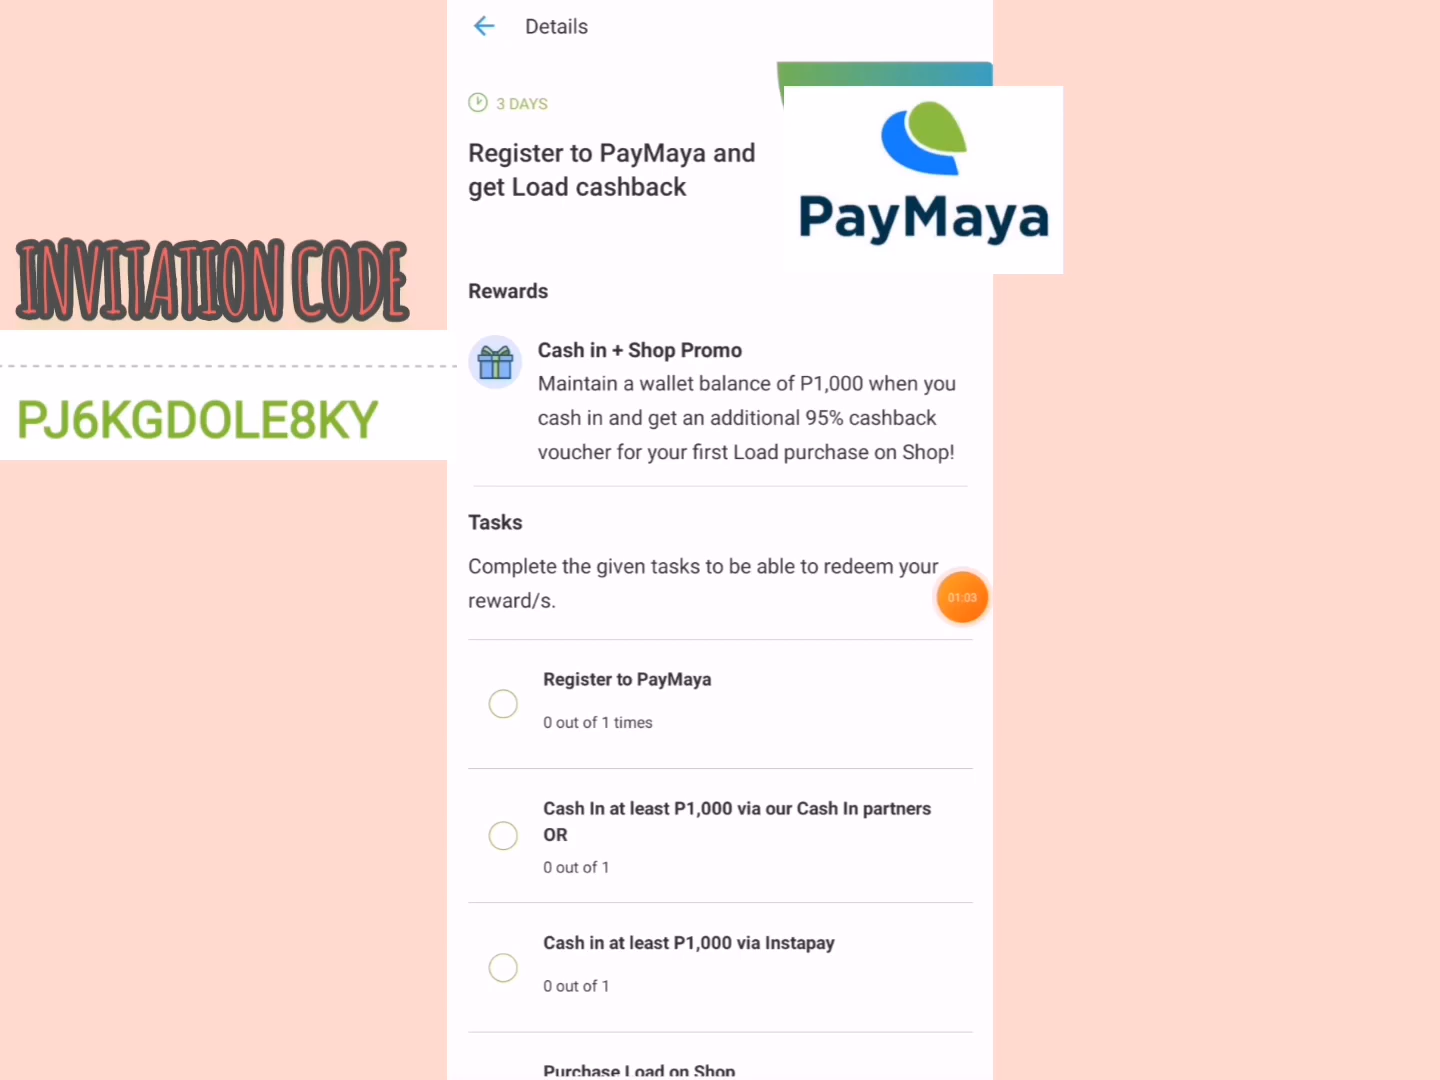 Details
3 DAYS
Register to PayMaya and
get Load cashback
PayMaya
INVITATION CODE
PJ6KGDOLE8KY
Rewards
Cash in + Shop Promo
Maintain a wallet balance of P1,000 when you
cash in and get an additional 95% cashback
voucher for your first Load purchase on Shop!
Tasks
Complete the given tasks to be able to redeem your
reward/s.
01:03
Register to PayMaya
0 out of 1 times
Cash In at least P1,000 via our Cash In partners
OR
0 out of 1
Cash in at least P1,000 via Instapay
0 out of 1
Purchase Load on Shop